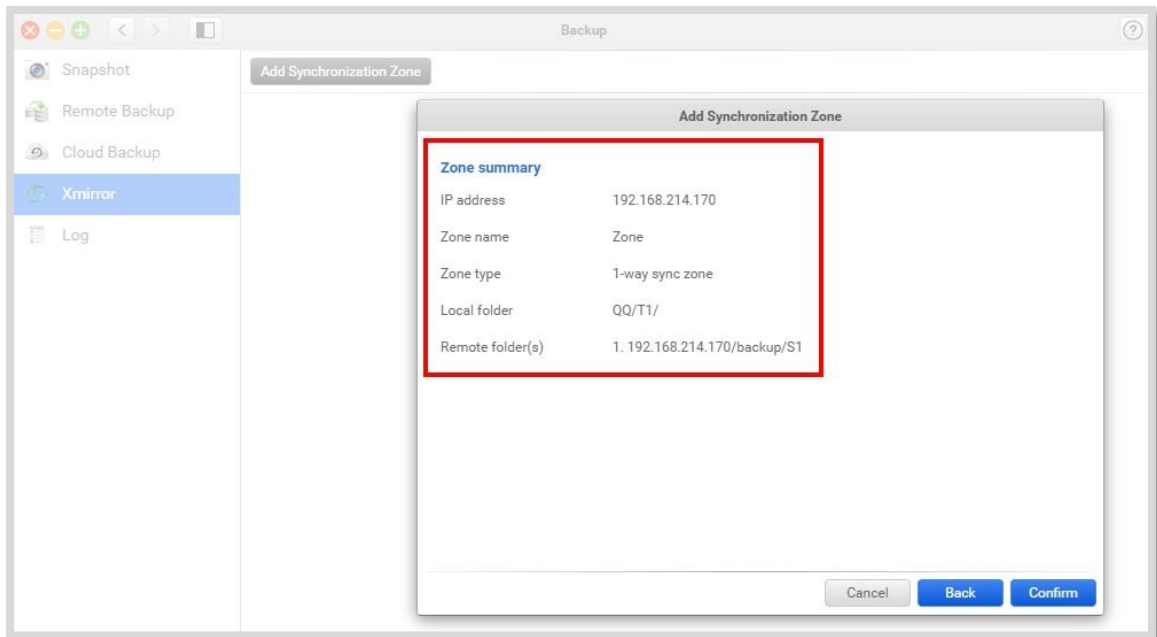 Backup
?
Snapshot
Remote Backup
Cloud Backup
Xmirror
Log
Add Synchronization Zone
Add Synchronization Zone
Zone summary
IP address 192.168.214.170
Zone name Zone
Zone type 1-way sync zone
Local folder QQ/T1/
Remote folder(s) 1. 192.168.214.170/backup/S1
Cancel Back Confirm